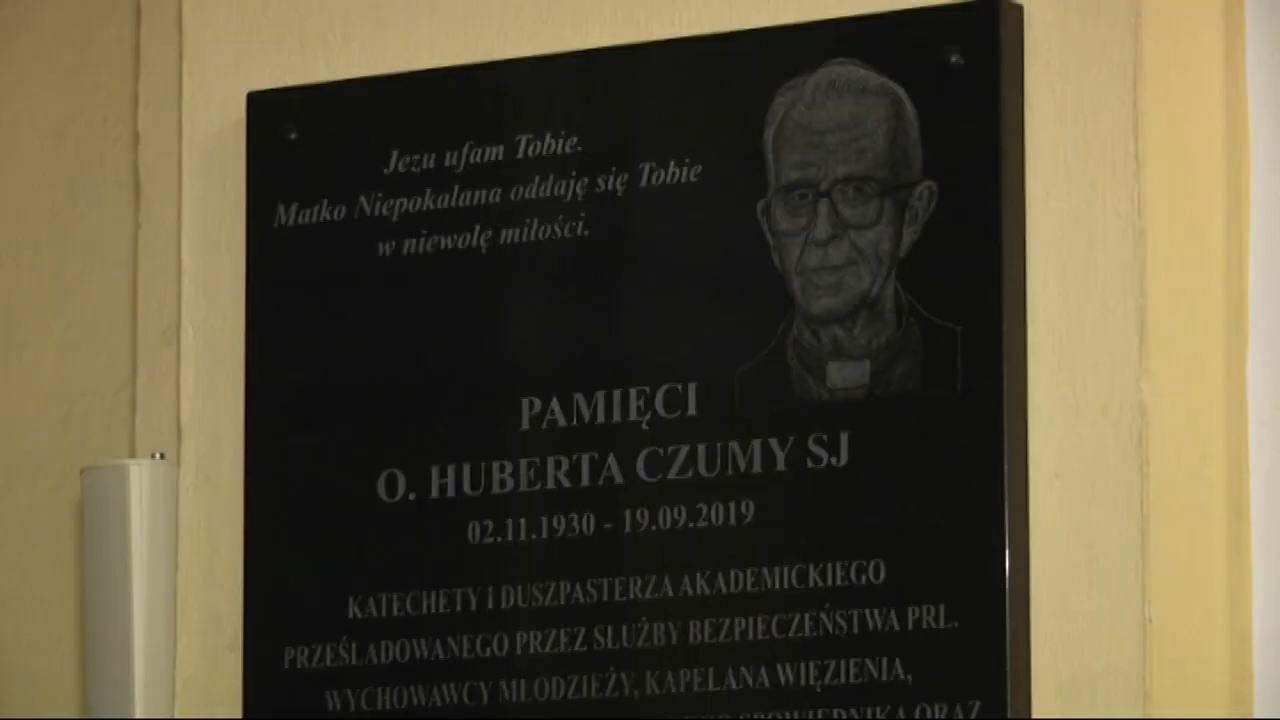 Jezu ufam Tobie.
Matko Niepokalana oddaję się Tobie
w niewolę miłości.
PAMIĘCI
O. HUBERTA CZUMY SJ
02.11.1930 - 19.09.2019
KATECHETY I DUSZPASTERZA AKADEMICKIEGO
PRZEŚLADOWANEGO PRZEZ SŁUŻBY BEZPIECZEŃSTWA PRL.
WYCHOWAWCY MŁODZIEŻY, KAPELANA WIĘZIENIA,
SPOWIEDNIKA ORAZ